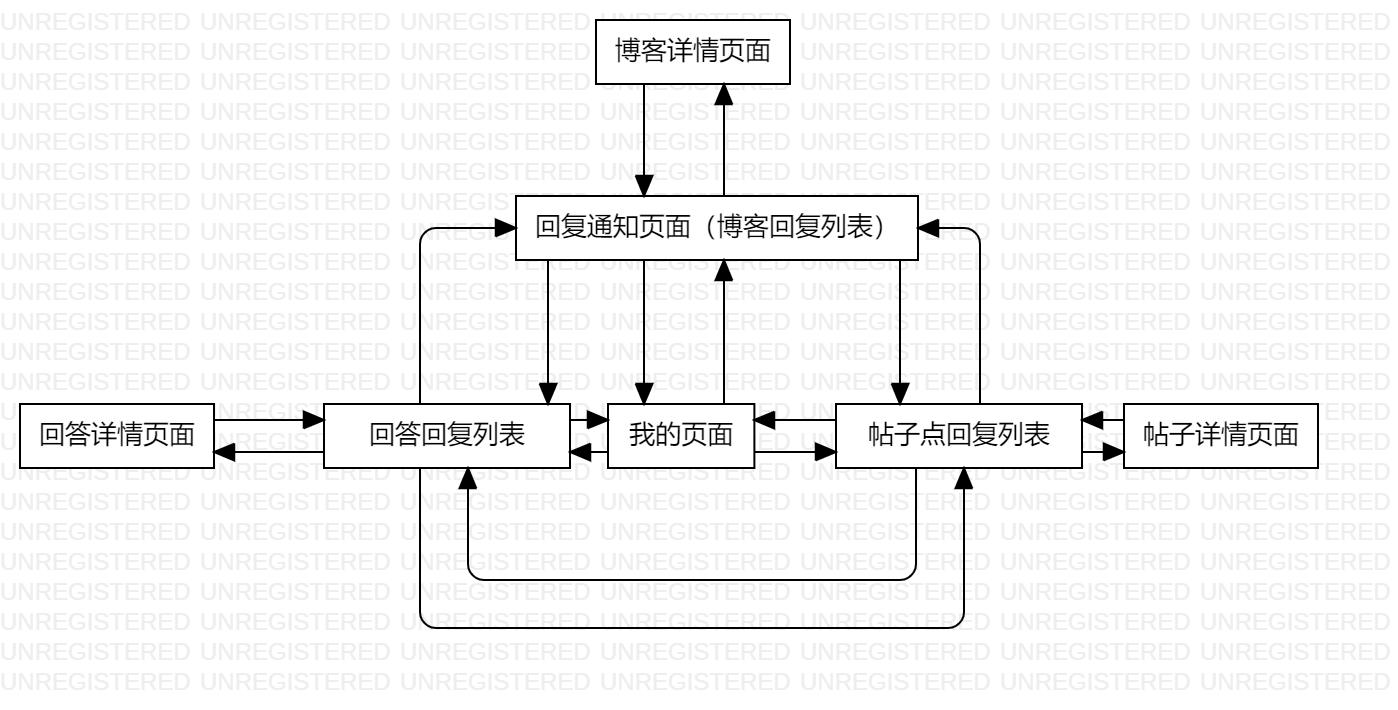 UNREGISTERED
博客详情页面
回复通知页面（博客回复列表）
回答详情页面
回答回复列表
我的页面
帖子点回复列表
帖子详情页面